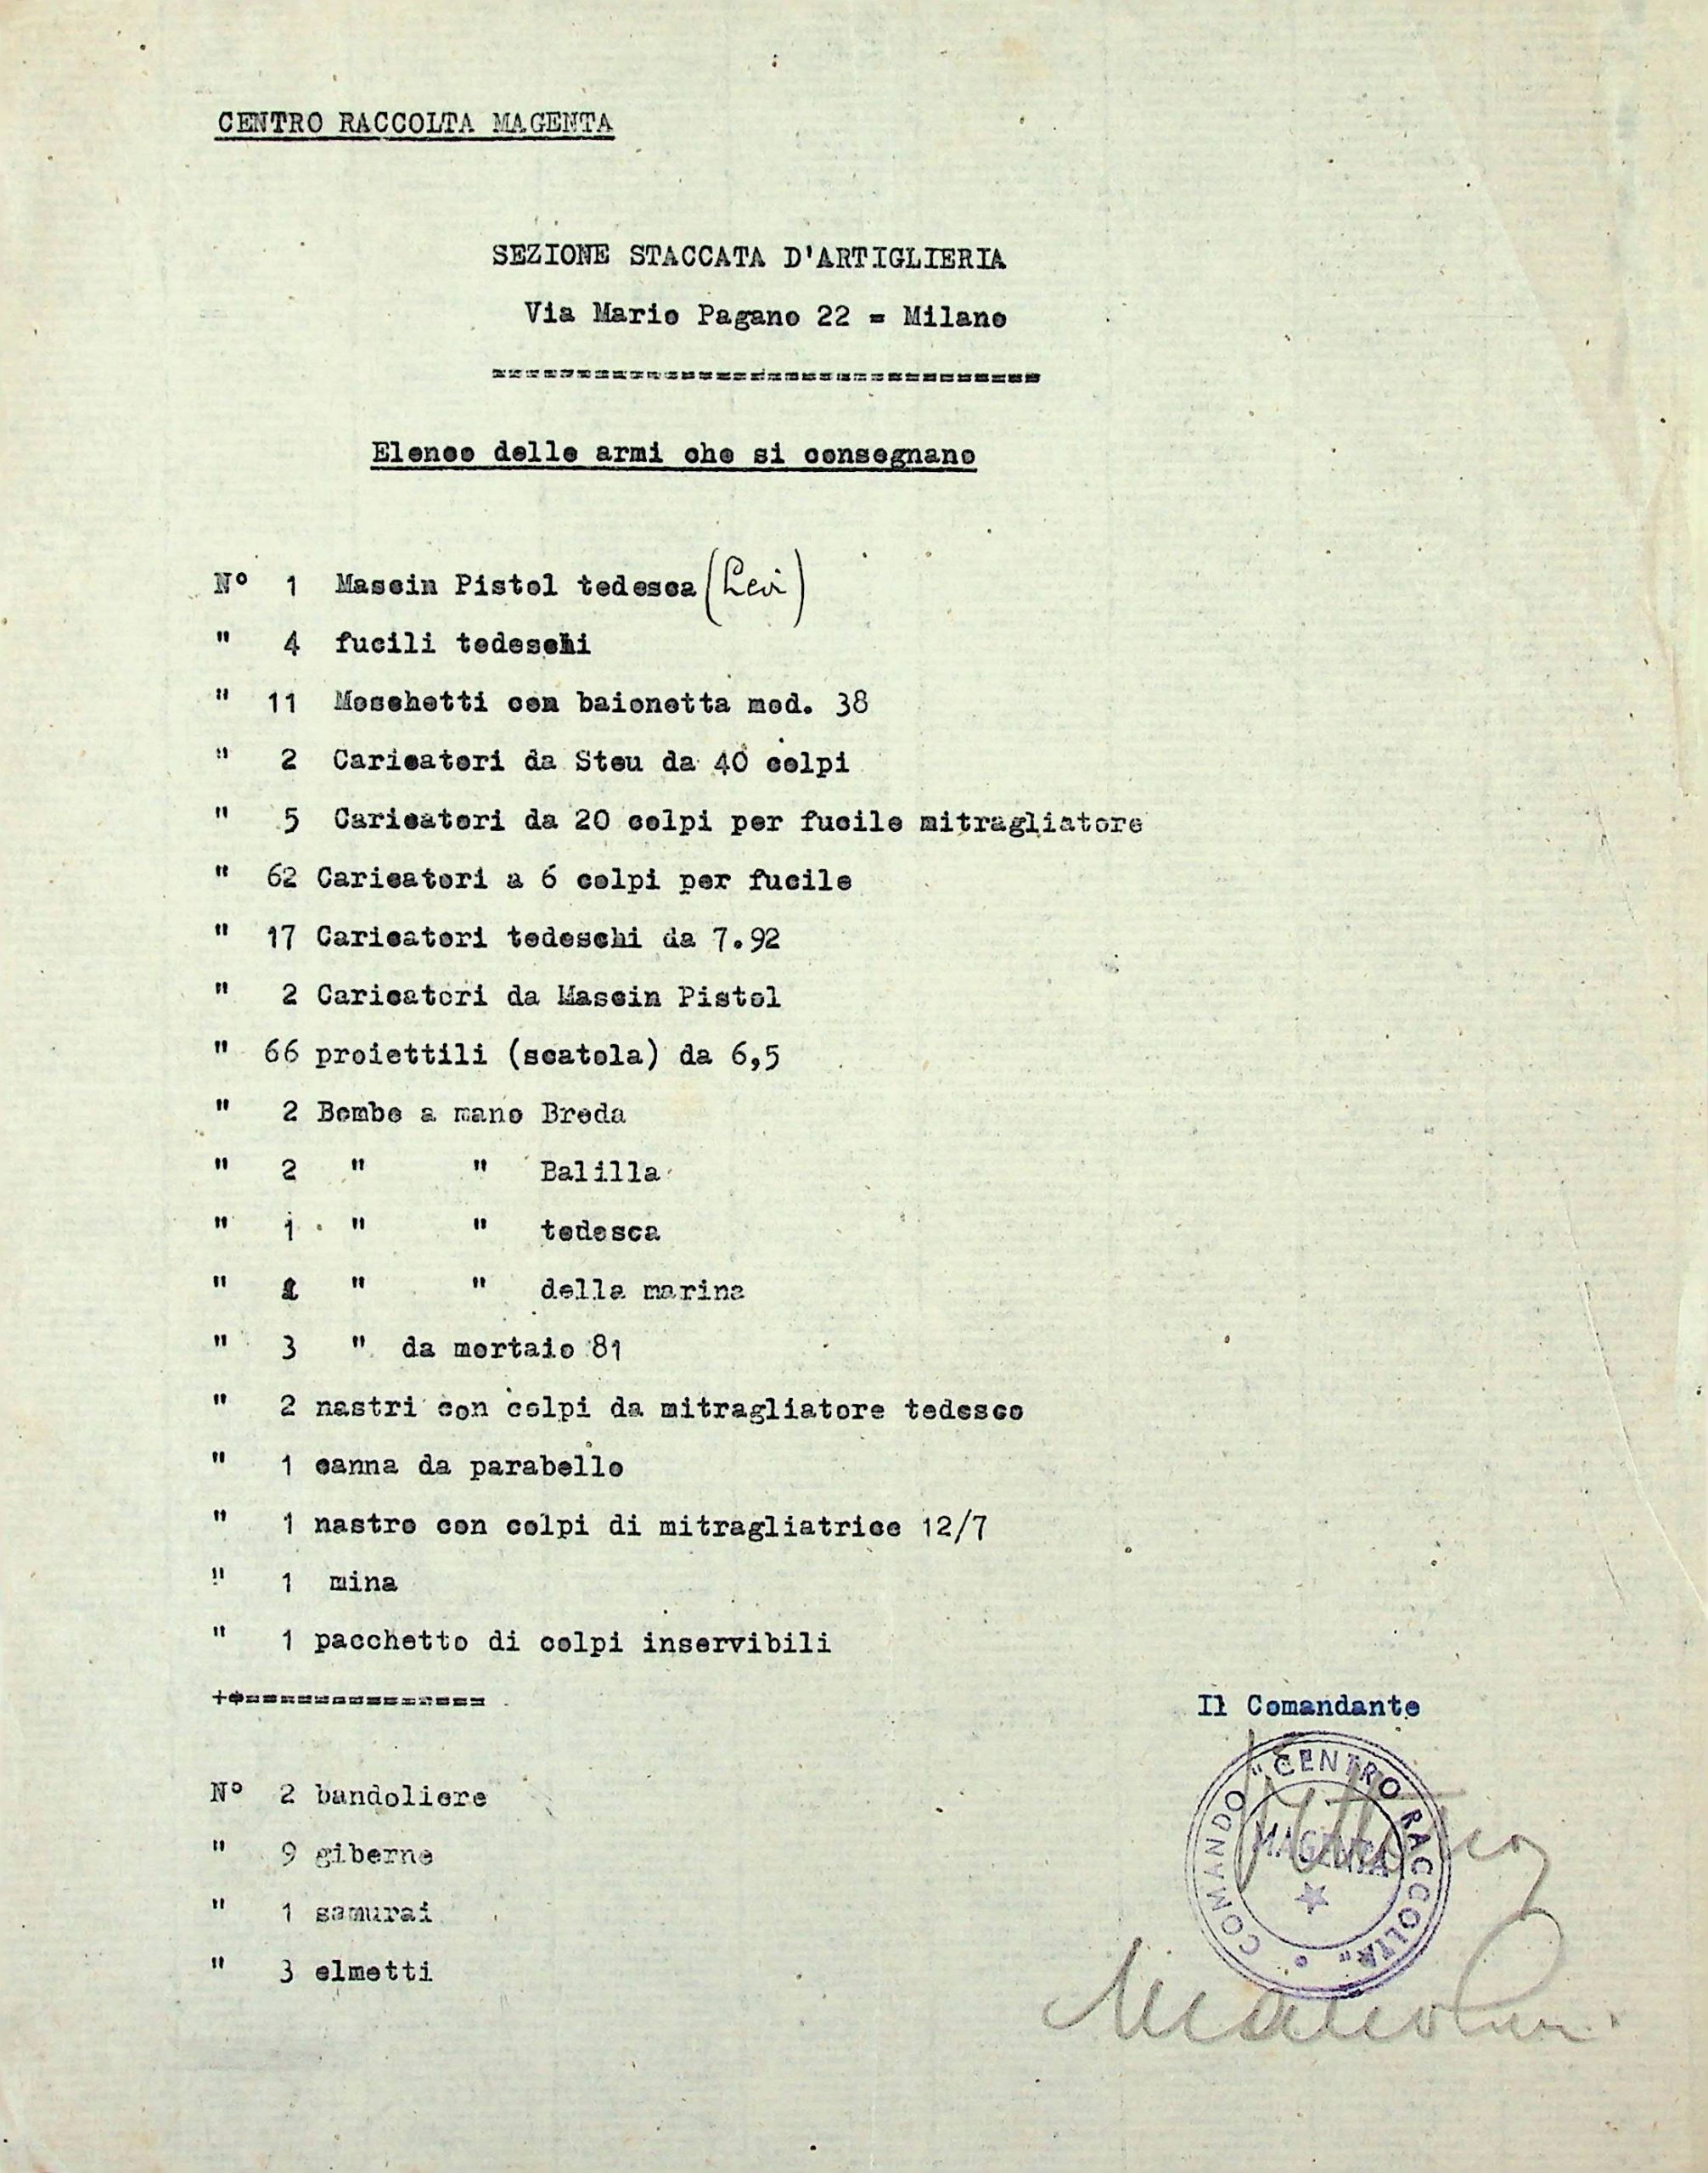 CENTRO RACCOLTA MAGENTA
SEZIONE STACCATA D'ARTIGLIERIA
Via Mario Pagano 22 = Milano
================================
Elenco delle armi che si consegnano
N° 1 Mascin Pistol tedesca (Levi)
" 4 fucili tedeschi
" 11 Moschetti con baionetta mod. 38
" 2 Caricatori da Steu da 40 colpi
" 5 Caricatori da 20 colpi per fucile mitragliatore
" 62 Caricatori a 6 colpi per fucile
" 17 Caricatori tedeschi da 7.92
" 2 Caricatori da Mascin Pistol
" 66 proiettili (scatola) da 6,5
" 2 Bombe a mano Breda
" 2 " " Balilla
" 1 " " tedesca
" " " della marina
" 3 " da mortaio 81
" 2 nastri con colpi da mitragliatore tedesco
" 1 canna da parabello
" 1 nastro con colpi di mitragliatrice 12/7
" 1 mina
" 1 pacchetto di colpi inservibili
++==============
Il Comandante
COMANDO "CENTRO RACCOLTA"
MAGENTA
N° 2 bandoliere
" 9 giberne
" 1 samurai
" 3 elmetti